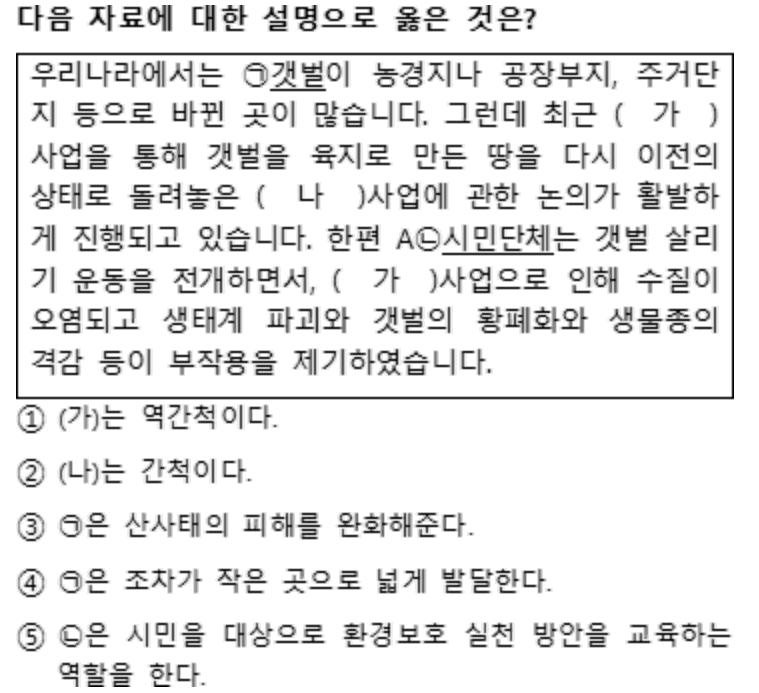 다음 자료에 대한 설명으로 옳은 것은?
우리나라에서는 ㉠갯벌이 농경지나 공장부지, 주거단
지 등으로 바뀐 곳이 많습니다. 그런데 최근 ( 가 )
사업을 통해 갯벌을 육지로 만든 땅을 다시 이전의
상태로 돌려놓은 ( 나 )사업에 관한 논의가 활발하
게 진행되고 있습니다. 한편 A㉡시민단체는 갯벌 살리
기 운동을 전개하면서, ( 가 )사업으로 인해 수질이
오염되고 생태계 파괴와 갯벌의 황폐화와 생물종의
격감 등이 부작용을 제기하였습니다.
① (가)는 역간척이다.
② (나)는 간척이다.
③ ㉠은 산사태의 피해를 완화해준다.
④ ㉠은 조차가 작은 곳으로 넓게 발달한다.
⑤ ㉡은 시민을 대상으로 환경보호 실천 방안을 교육하는
역할을 한다.